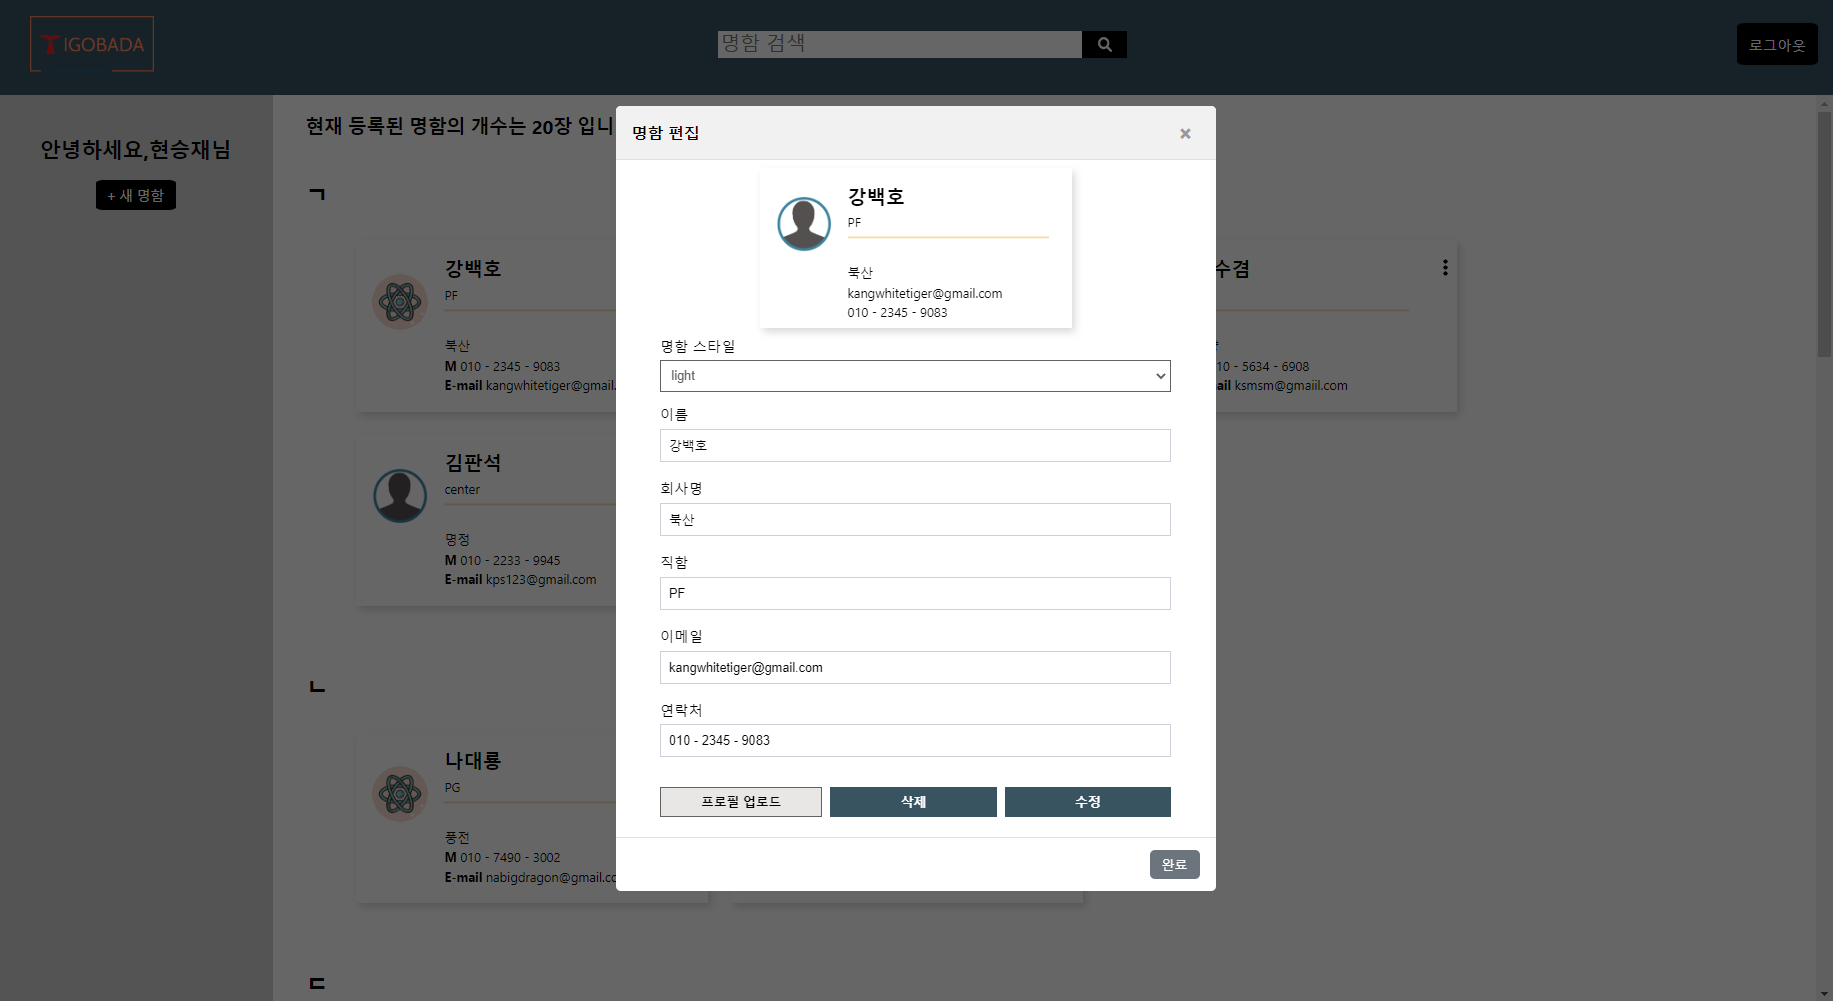 IGOBADA
명함 검색
로그아웃
안녕하세요,현승재님
+ 새 명함
현재 등록된 명함의 개수는 20장 입니
ㄱ
강백호
PF
북산
M 010 - 2345 - 9083
E-mail kangwhitetiger@gmail.
수겸
10 - 5634 - 6908
ail ksmsm@gmaiil.com
김판석
center
명정
M 010 - 2233 - 9945
E-mail kps123@gmail.com
ㄴ
나대룡
PG
풍전
M 010 - 7490 - 3002
E-mail nabigdragon@gmail.co
ㄷ
명함 편집
×
강백호
PF
북산
kangwhitetiger@gmail.com
010 - 2345 - 9083
명함 스타일
light
이름
강백호
회사명
북산
직함
PF
이메일
kangwhitetiger@gmail.com
연락처
010 - 2345 - 9083
프로필 업로드
삭제
수정
완료